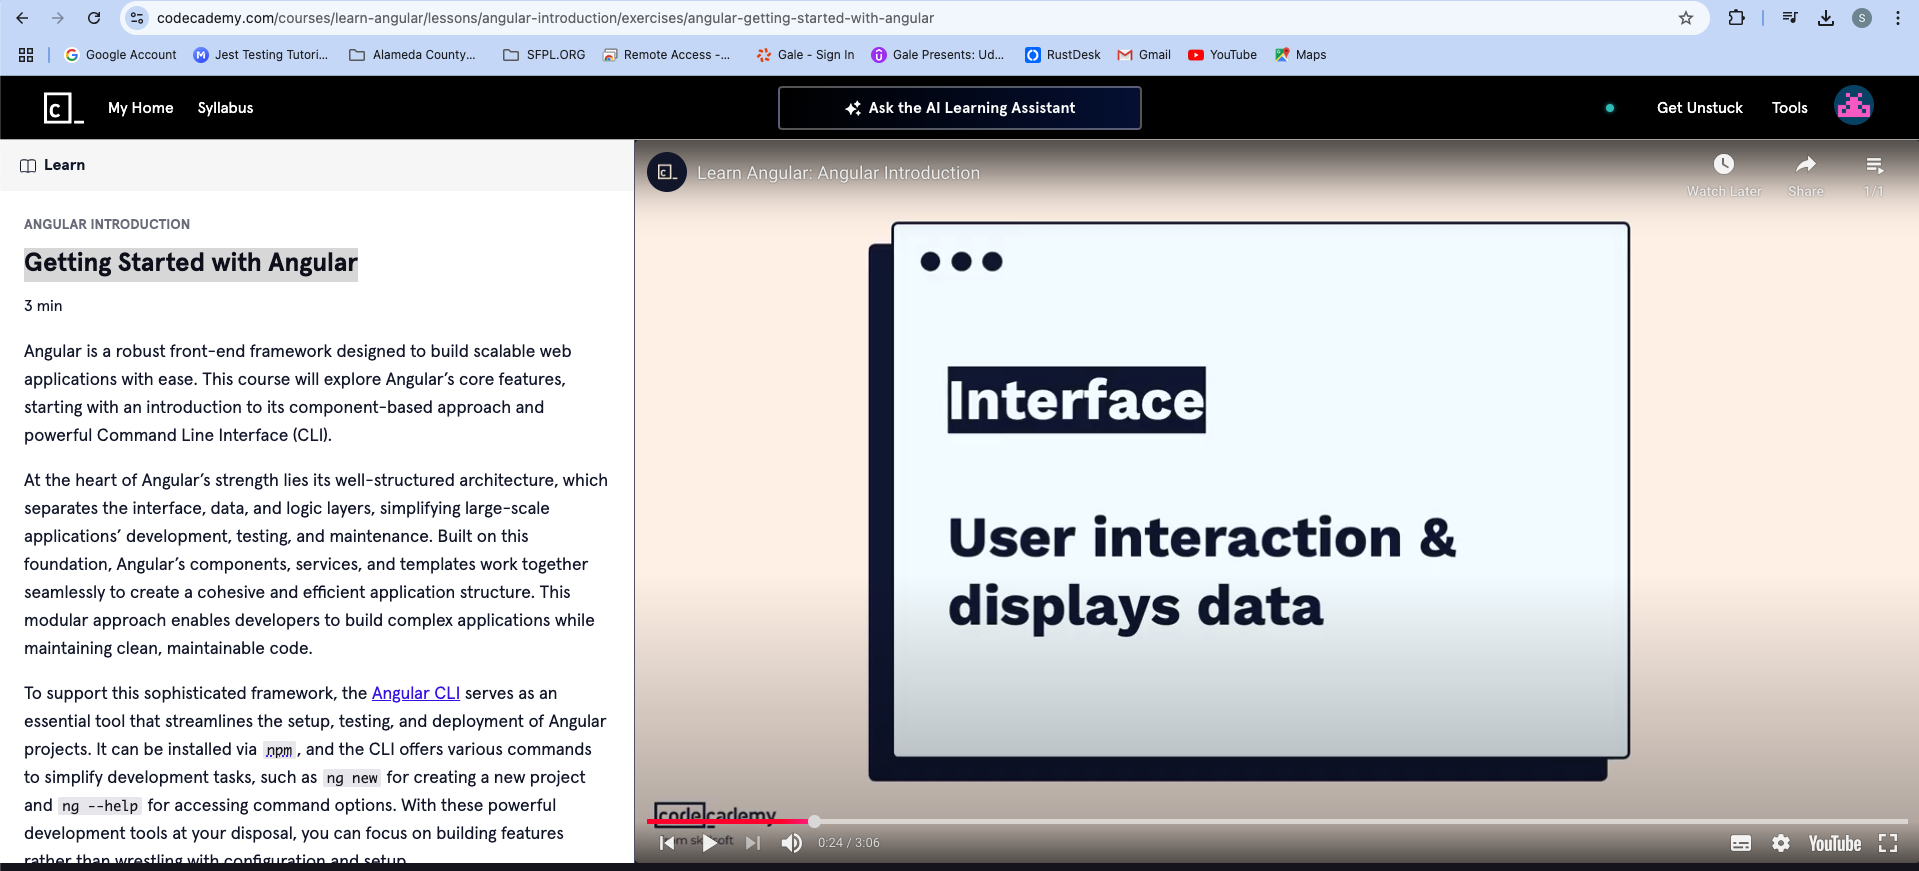 codecademy.com/courses/learn-angular/lessons/angular-introduction/exercises/angular-getting-started-with-angular
S
Google Account
Jest Testing Tutori...
Alameda County...
SFPL.ORG
Remote Access -...
Gale - Sign In
Gale Presents: Ud...
RustDesk
Gmail
YouTube
Maps
c_
My Home
Syllabus
Ask the AI Learning Assistant
Get Unstuck
Tools
Learn
ANGULAR INTRODUCTION
Getting Started with Angular
3 min
Angular is a robust front-end framework designed to build scalable web
applications with ease. This course will explore Angular’s core features,
starting with an introduction to its component-based approach and
powerful Command Line Interface (CLI).
At the heart of Angular’s strength lies its well-structured architecture, which
separates the interface, data, and logic layers, simplifying large-scale
applications’ development, testing, and maintenance. Built on this
foundation, Angular’s components, services, and templates work together
seamlessly to create a cohesive and efficient application structure. This
modular approach enables developers to build complex applications while
maintaining clean, maintainable code.
To support this sophisticated framework, the Angular CLI serves as an
essential tool that streamlines the setup, testing, and deployment of Angular
projects. It can be installed via npm, and the CLI offers various commands
to simplify development tasks, such as ng new for creating a new project
and ng --help for accessing command options. With these powerful
development tools at your disposal, you can focus on building features
rather than wrestling with configuration and setup.
c_
Learn Angular: Angular Introduction
Watch Later
Share
1/1
Interface
User interaction &
displays data
codecademy
0:24 / 3:06
YouTube